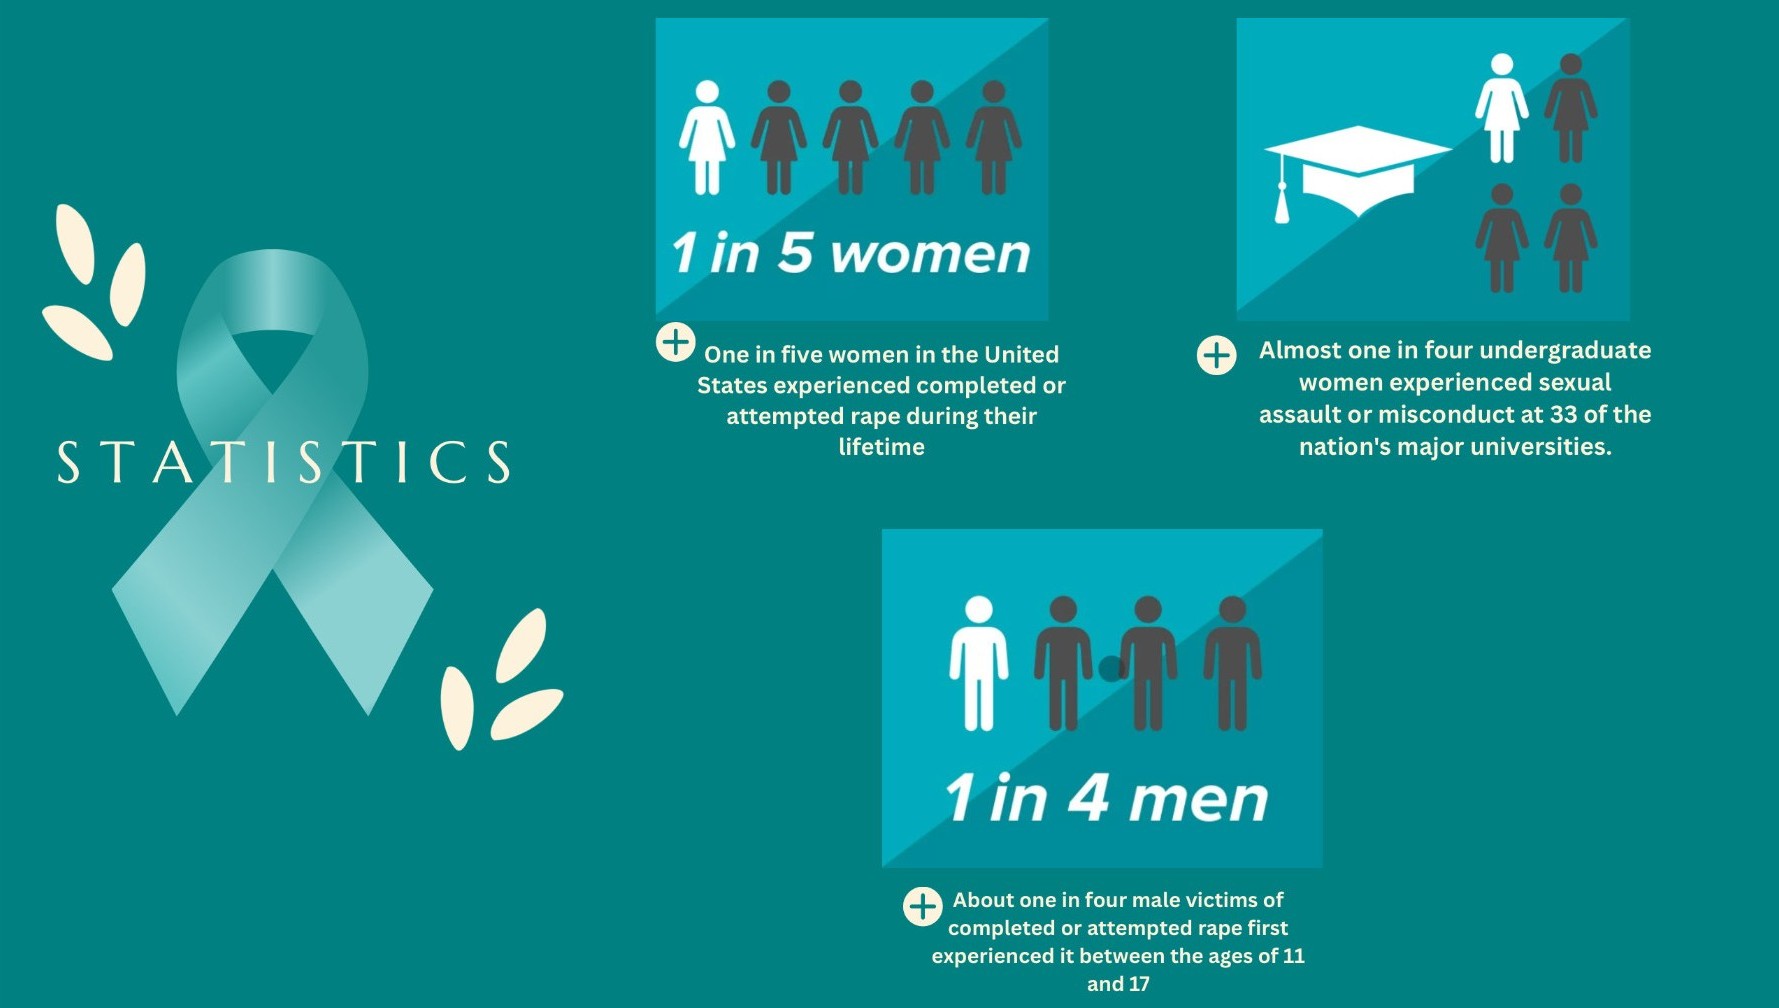 STATISTICS
1 in 5 women
One in five women in the United
States experienced completed or
attempted rape during their
lifetime
Almost one in four undergraduate
women experienced sexual
assault or misconduct at 33 of the
nation's major universities.
1 in 4 men
About one in four male victims of
completed or attempted rape first
experienced it between the ages of 11
and 17